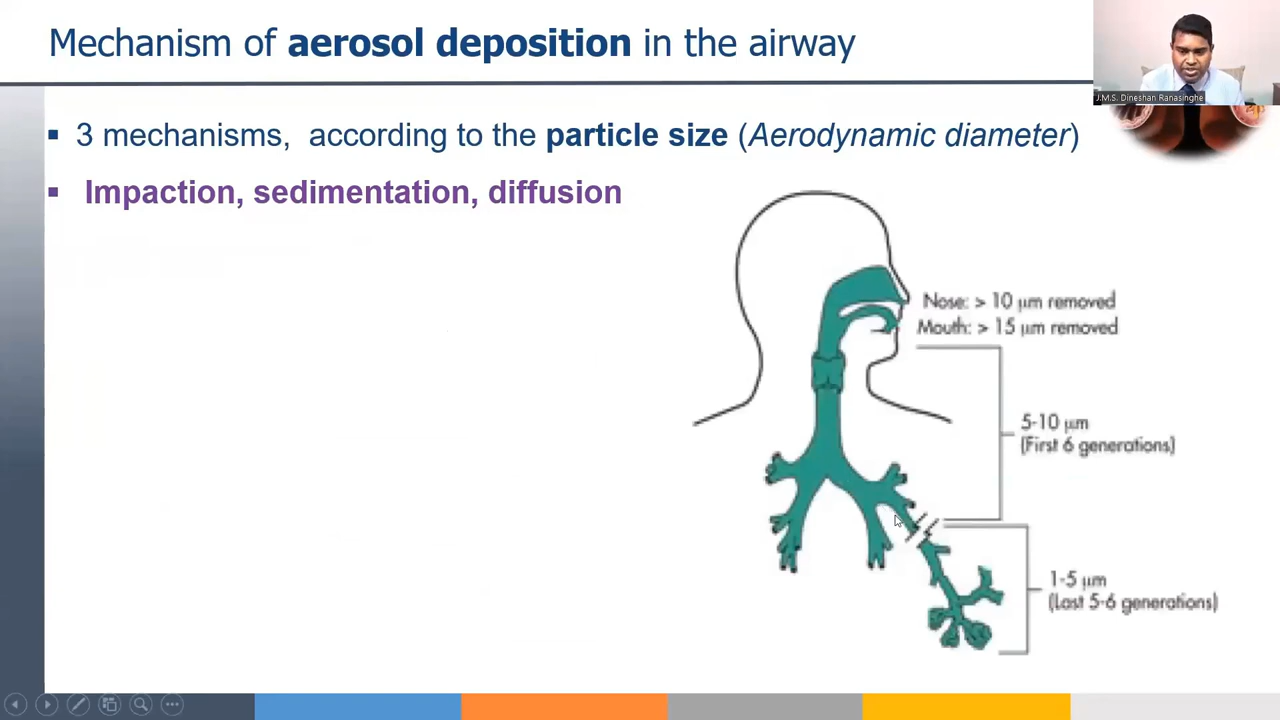 Mechanism of aerosol deposition in the airway
J.M.S. Dineshan Ranasinghe
▪ 3 mechanisms, according to the particle size (Aerodynamic diameter)
▪ Impaction, sedimentation, diffusion
Nose: > 10 μm removed
Mouth: > 15 μm removed
5-10 μm
(First 6 generations)
1-5 μm
(Last 5-6 generations)